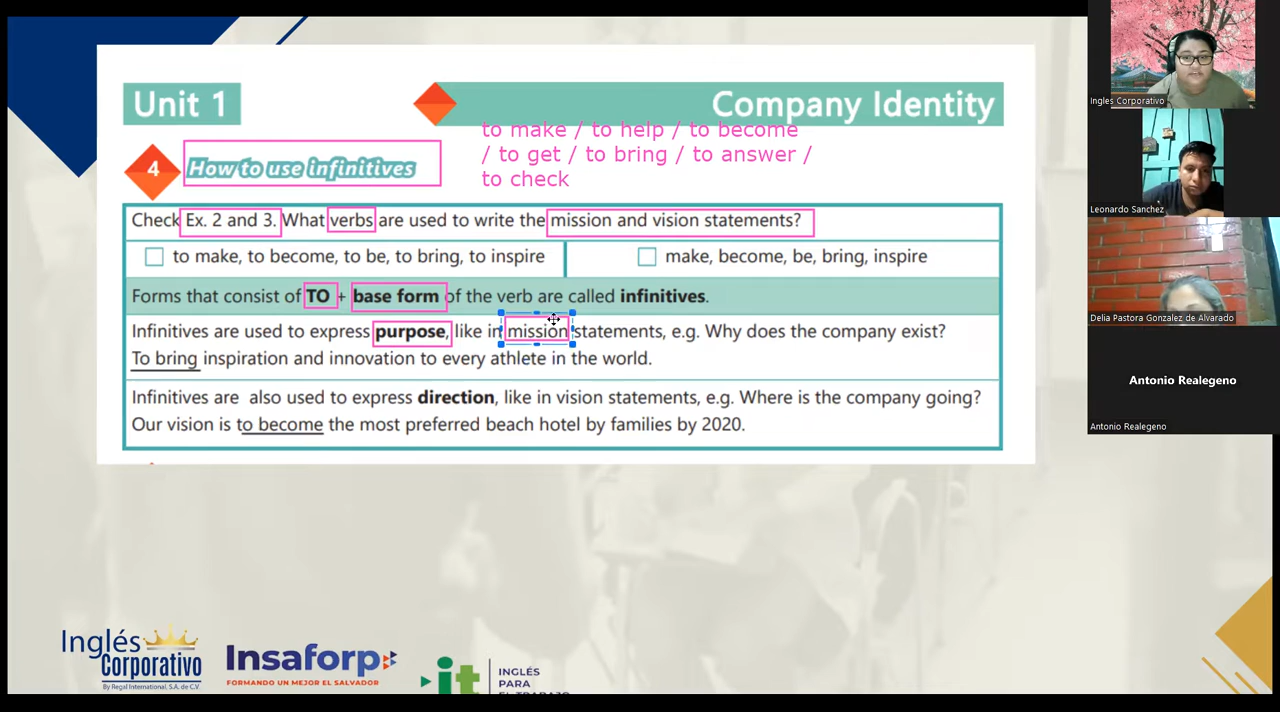 Unit 1
Company Identity
to make / to help / to become
/ to get / to bring / to answer /
to check
4
How to use infinitives
Check Ex. 2 and 3. What verbs are used to write the mission and vision statements?
to make, to become, to be, to bring, to inspire
make, become, be, bring, inspire
Forms that consist of TO + base form of the verb are called infinitives.
Infinitives are used to express purpose, like in mission statements, e.g. Why does the company exist?
To bring inspiration and innovation to every athlete in the world.
Infinitives are also used to express direction, like in vision statements, e.g. Where is the company going?
Our vision is to become the most preferred beach hotel by families by 2020.
Inglés
Corporativo
By Regal International, S.A. de C.V.
Insaforp
FORMANDO UN MEJOR EL SALVADOR
it
INGLÉS
PARA
EL TRABAJO
Ingles Corporativo
Leonardo Sanchez
Delia Pastora Gonzalez de Alvarado
Antonio Realegeno
Antonio Realegeno